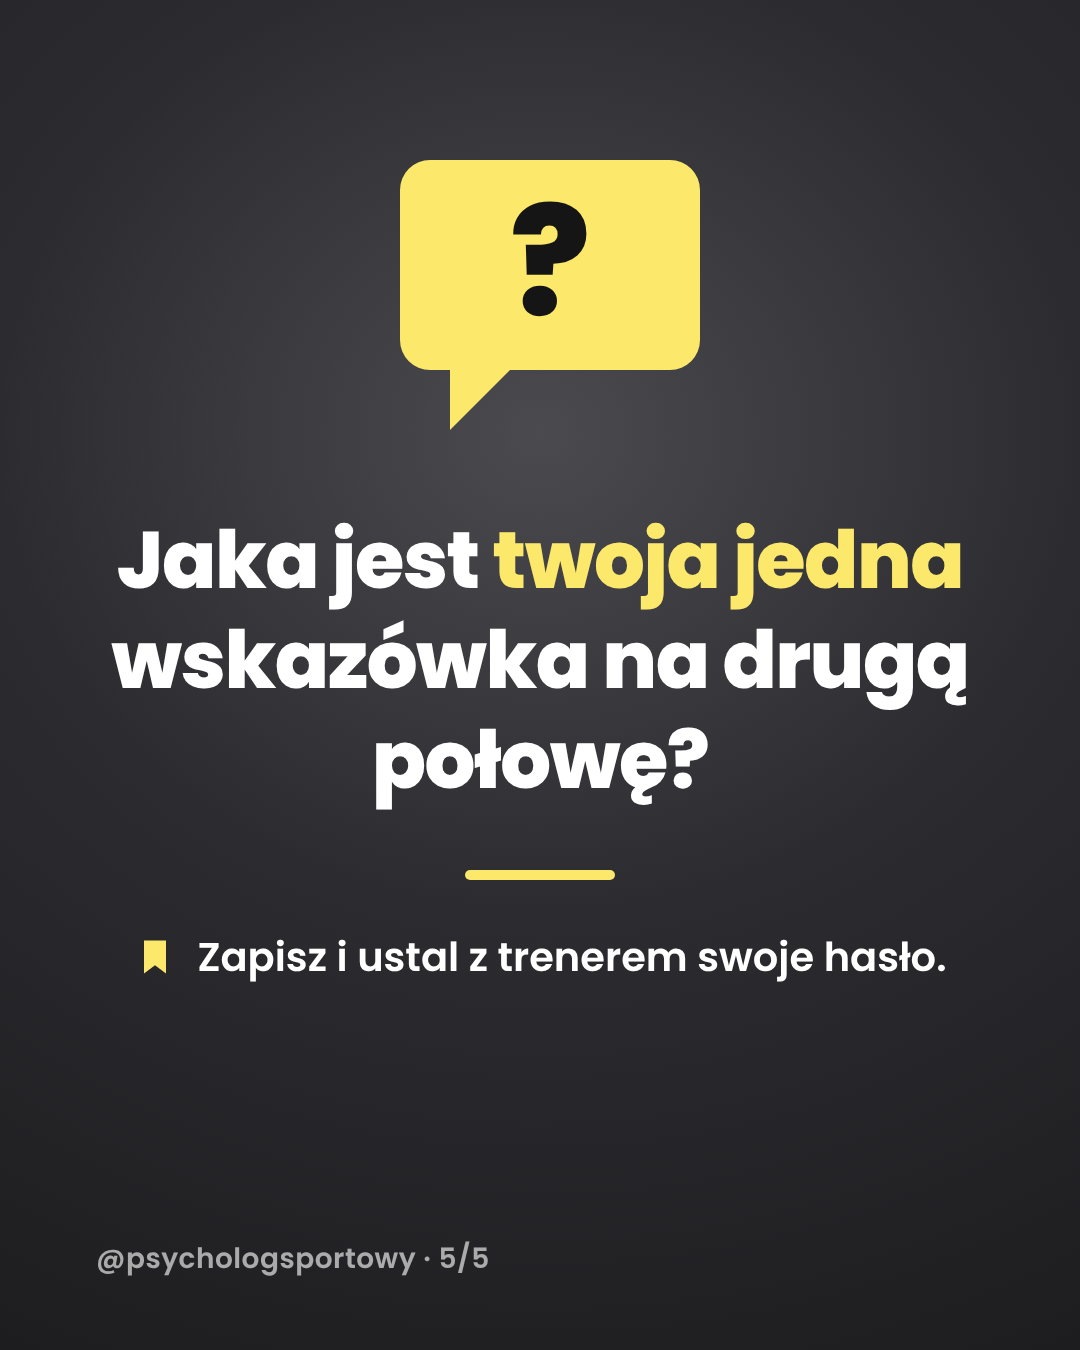 ?
Jaka jest twoja jedna
wskazówka na drugą
połowę?
Zapisz i ustal z trenerem swoje hasło.
@psychologsportowy · 5/5